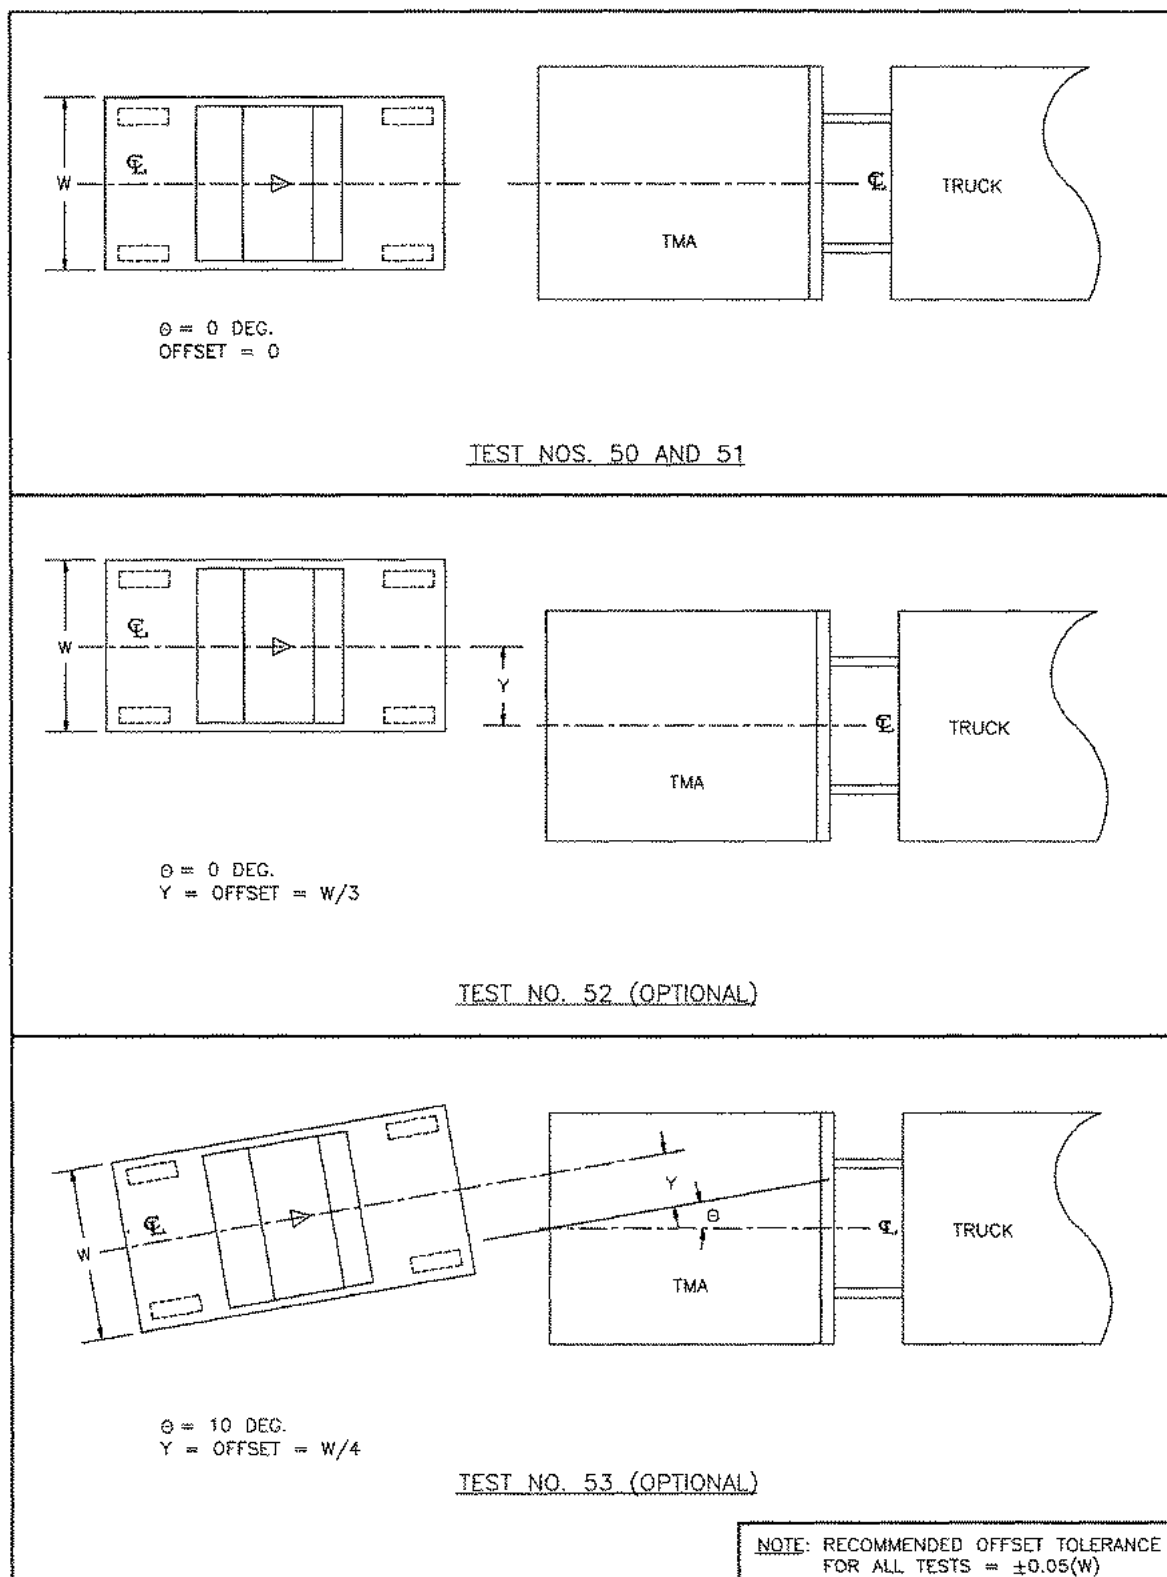 W
℄
℄
TRUCK
TMA
Θ = 0 DEG.
OFFSET = 0
TEST NOS. 50 AND 51
W
℄
Y
℄
TRUCK
TMA
Θ = 0 DEG.
Y = OFFSET = W/3
TEST NO. 52 (OPTIONAL)
W
℄
Y
Θ
℄
TRUCK
TMA
Θ = 10 DEG.
Y = OFFSET = W/4
TEST NO. 53 (OPTIONAL)
NOTE: RECOMMENDED OFFSET TOLERANCE
FOR ALL TESTS = ±0.05(W)